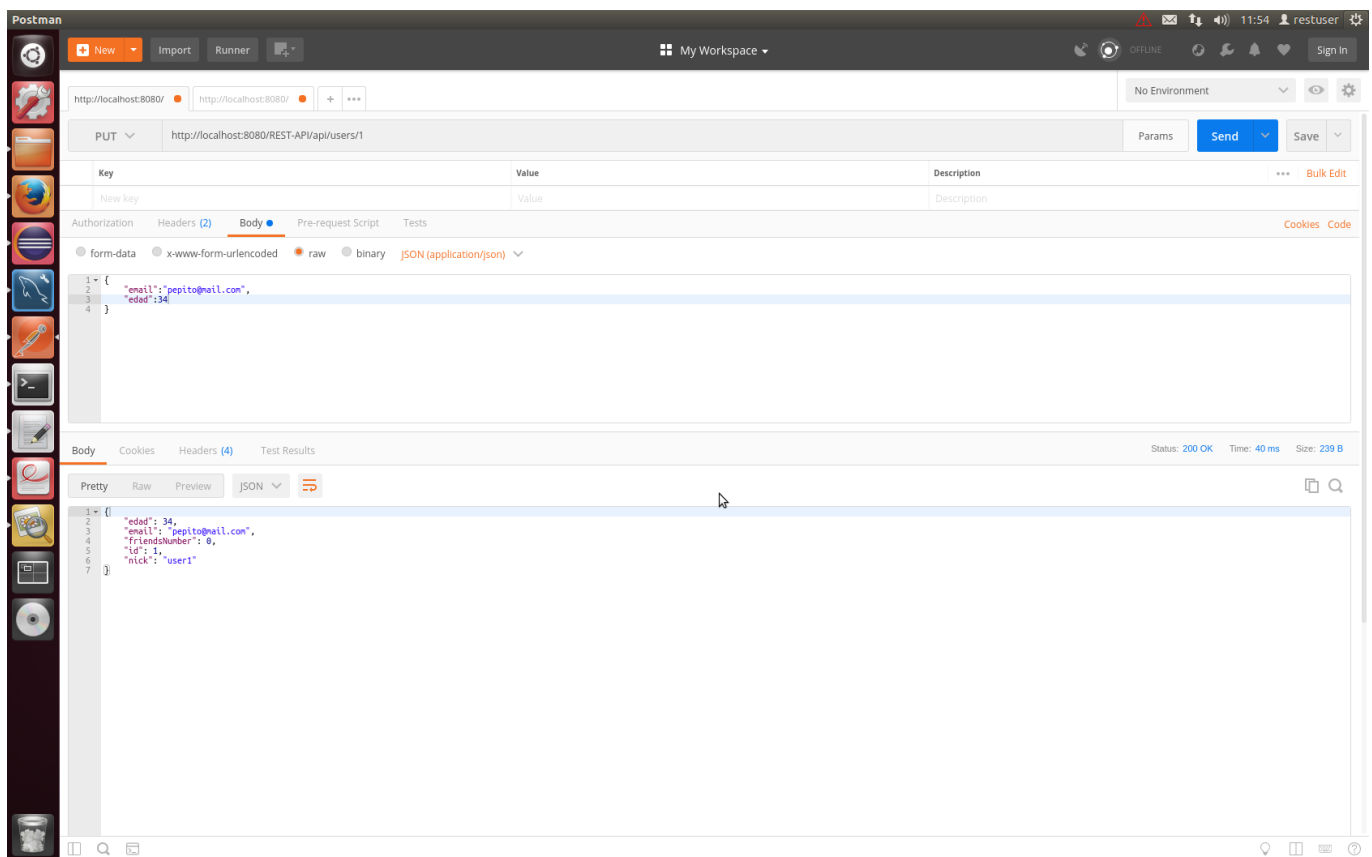 Postman
11:54 restuser
New Import Runner My Workspace OFFLINE Sign In
http://localhost:8080/ http://localhost:8080/ + ••• No Environment
PUT http://localhost:8080/REST-API/api/users/1 Params Send Save
Key Value Description ••• Bulk Edit
New key Value Description
Authorization Headers (2) Body Pre-request Script Tests Cookies Code
form-data x-www-form-urlencoded raw binary JSON (application/json)
1 {
2 "email":"pepito@mail.com",
3 "edad":34
4 }
Body Cookies Headers (4) Test Results Status: 200 OK Time: 40 ms Size: 239 B
Pretty Raw Preview JSON
1 {
2 "edad": 34,
3 "email": "pepito@mail.com",
4 "friendsNumber": 0,
5 "id": 1,
6 "nick": "user1"
7 }